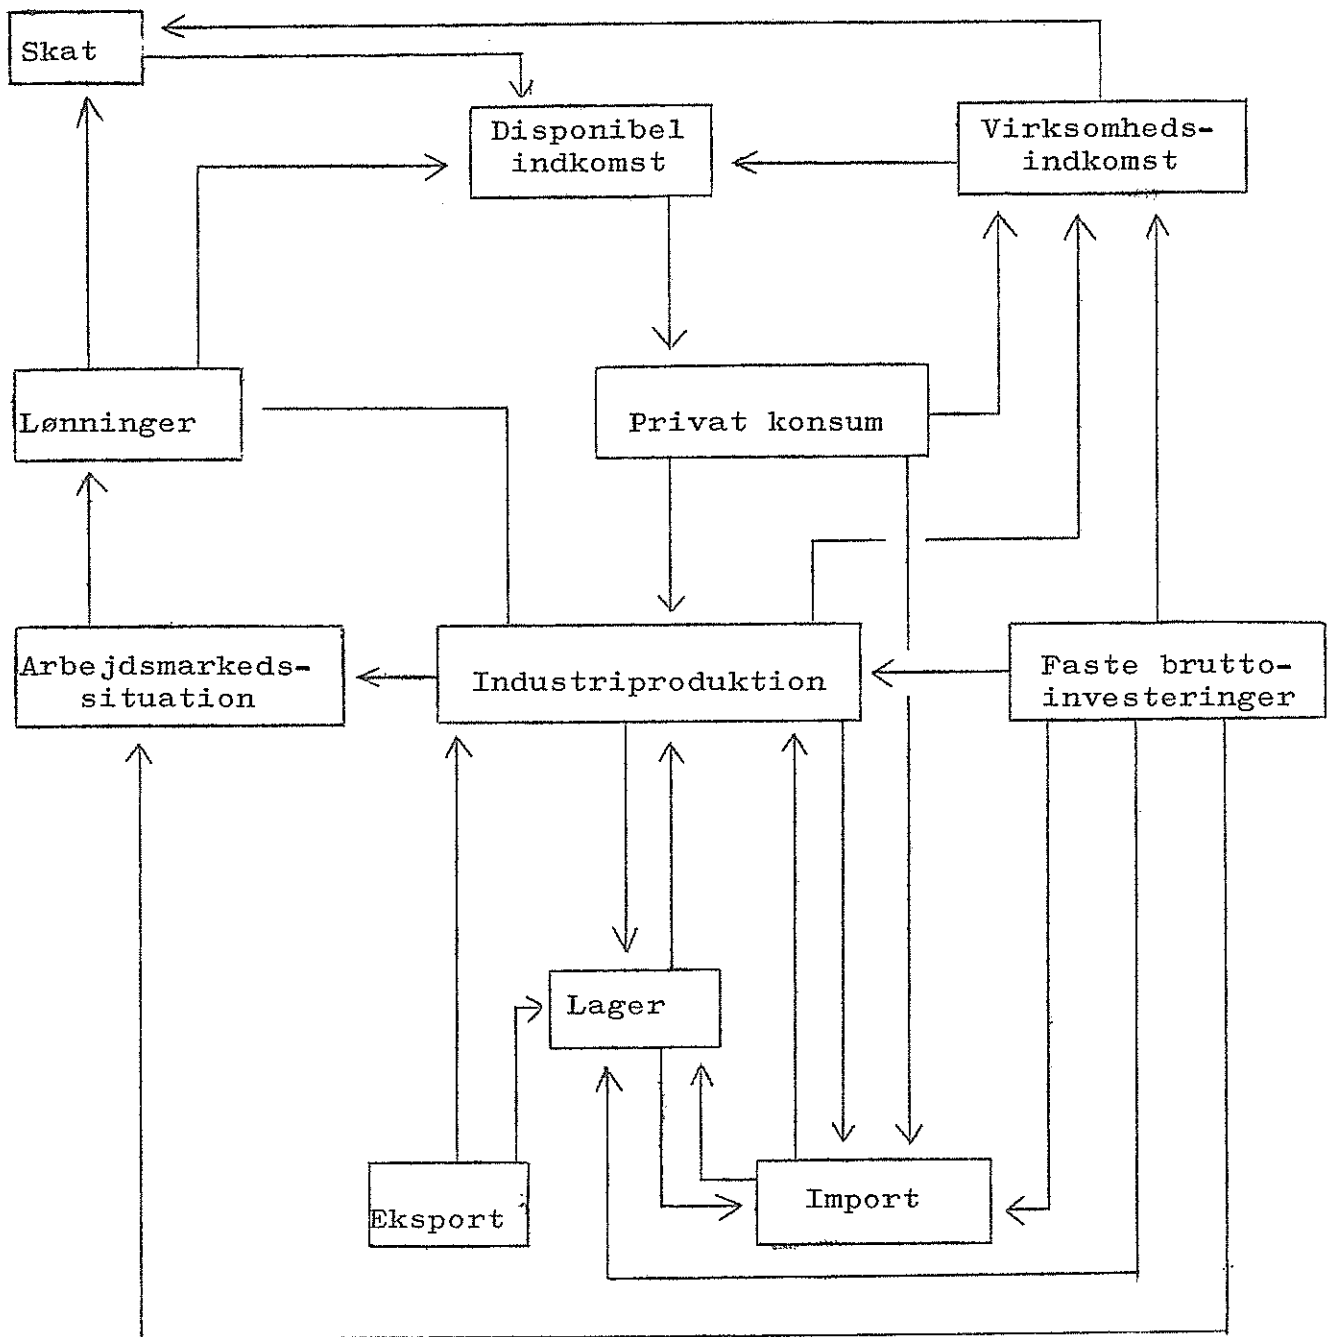 Skat
Disponibel
indkomst
Virksomheds-
indkomst
Lønninger
Privat konsum
Arbejdsmarkeds-
situation
Industriproduktion
Faste brutto-
investeringer
Lager
Eksport
Import